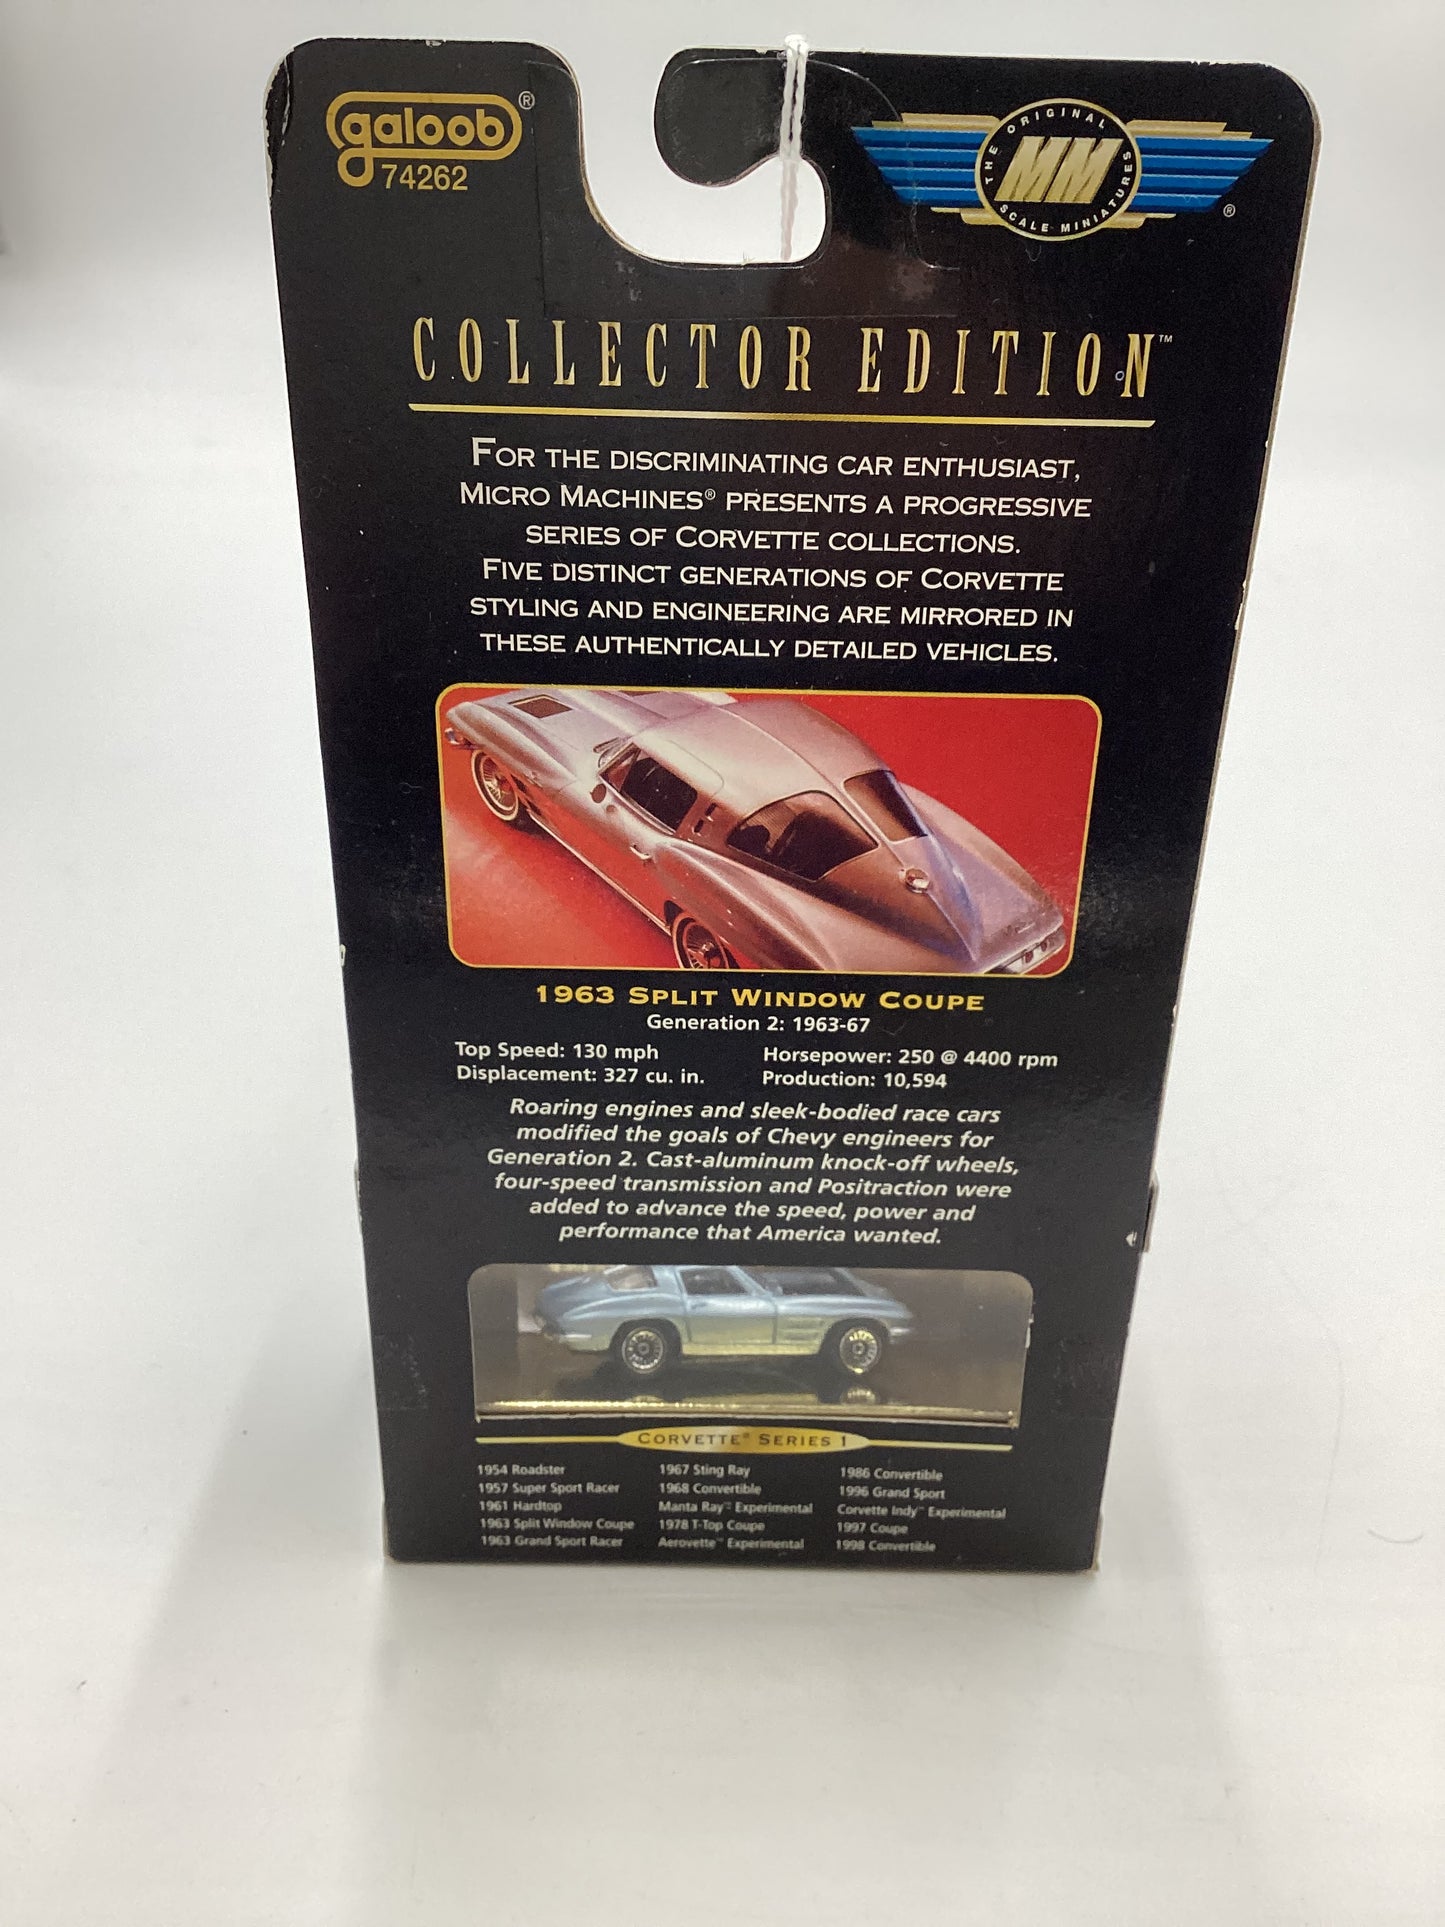 galoob®
74262
THE ORIGINAL
MM
SCALE MINIATURES
®
COLLECTOR EDITION™
FOR THE DISCRIMINATING CAR ENTHUSIAST,
MICRO MACHINES® PRESENTS A PROGRESSIVE
SERIES OF CORVETTE COLLECTIONS.
FIVE DISTINCT GENERATIONS OF CORVETTE
STYLING AND ENGINEERING ARE MIRRORED IN
THESE AUTHENTICALLY DETAILED VEHICLES.
1963 SPLIT WINDOW COUPE
Generation 2: 1963-67
Top Speed: 130 mph Horsepower: 250 @ 4400 rpm
Displacement: 327 cu. in. Production: 10,594
Roaring engines and sleek-bodied race cars
modified the goals of Chevy engineers for
Generation 2. Cast-aluminum knock-off wheels,
four-speed transmission and Positraction were
added to advance the speed, power and
performance that America wanted.
CORVETTE® SERIES 1
1954 Roadster 1967 Sting Ray 1986 Convertible
1957 Super Sport Racer 1968 Convertible 1996 Grand Sport
1961 Hardtop Manta Ray™ Experimental Corvette Indy™ Experimental
1963 Split Window Coupe 1978 T-Top Coupe 1997 Coupe
1963 Grand Sport Racer Aerovette™ Experimental 1998 Convertible